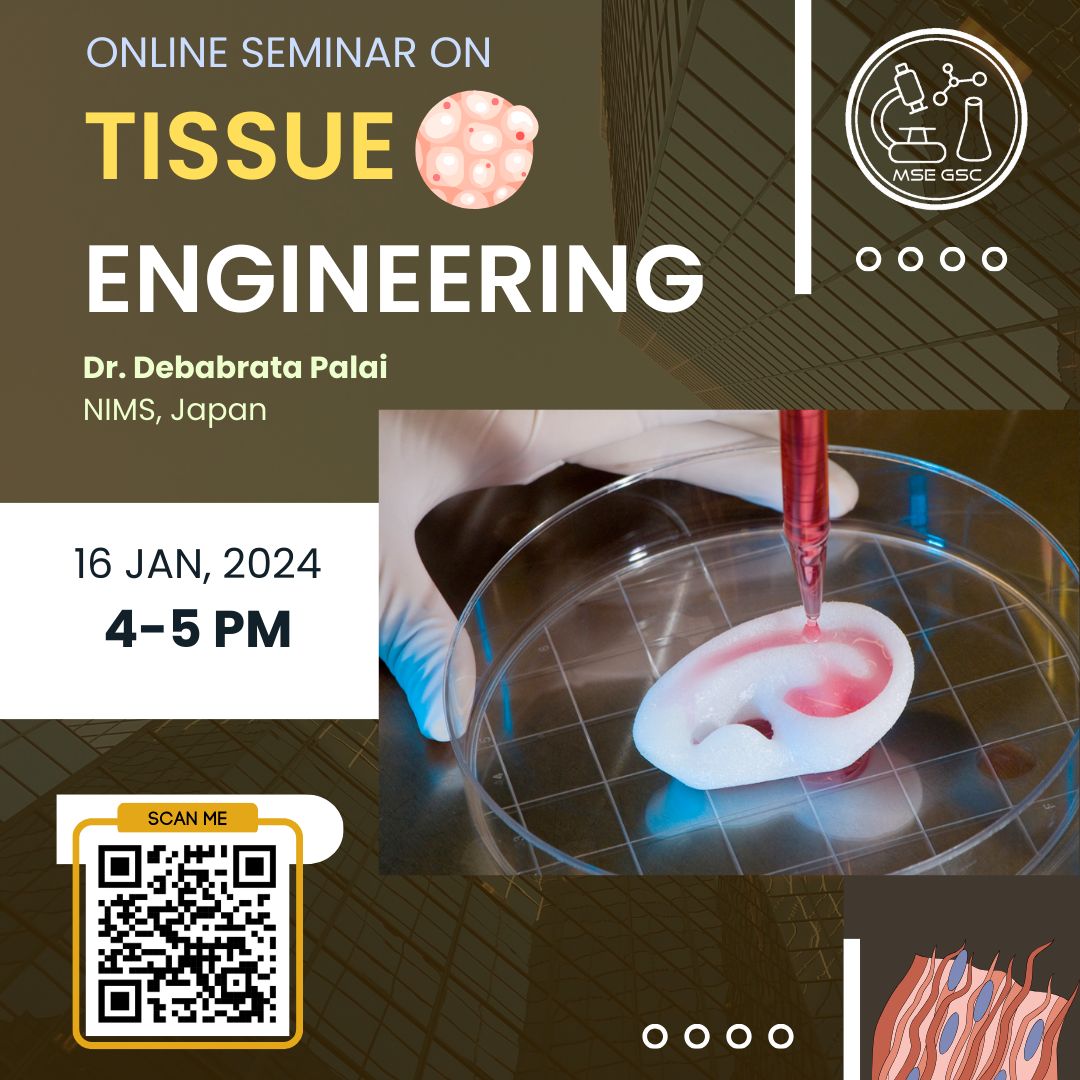 ONLINE SEMINAR ON
TISSUE
ENGINEERING
MSE GSC
Dr. Debabrata Palai
NIMS, Japan
16 JAN, 2024
4-5 PM
SCAN ME